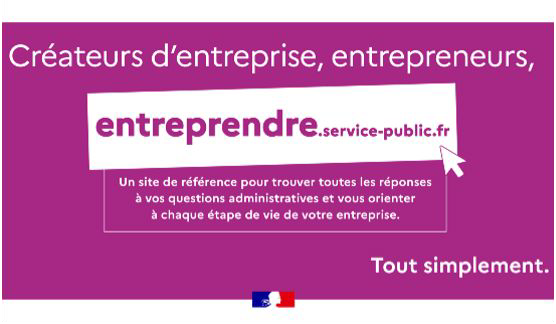 Créateurs d’entreprise, entrepreneurs,
entreprendre.service-public.fr
Un site de référence pour trouver toutes les réponses
à vos questions administratives et vous orienter
à chaque étape de vie de votre entreprise.
Tout simplement.